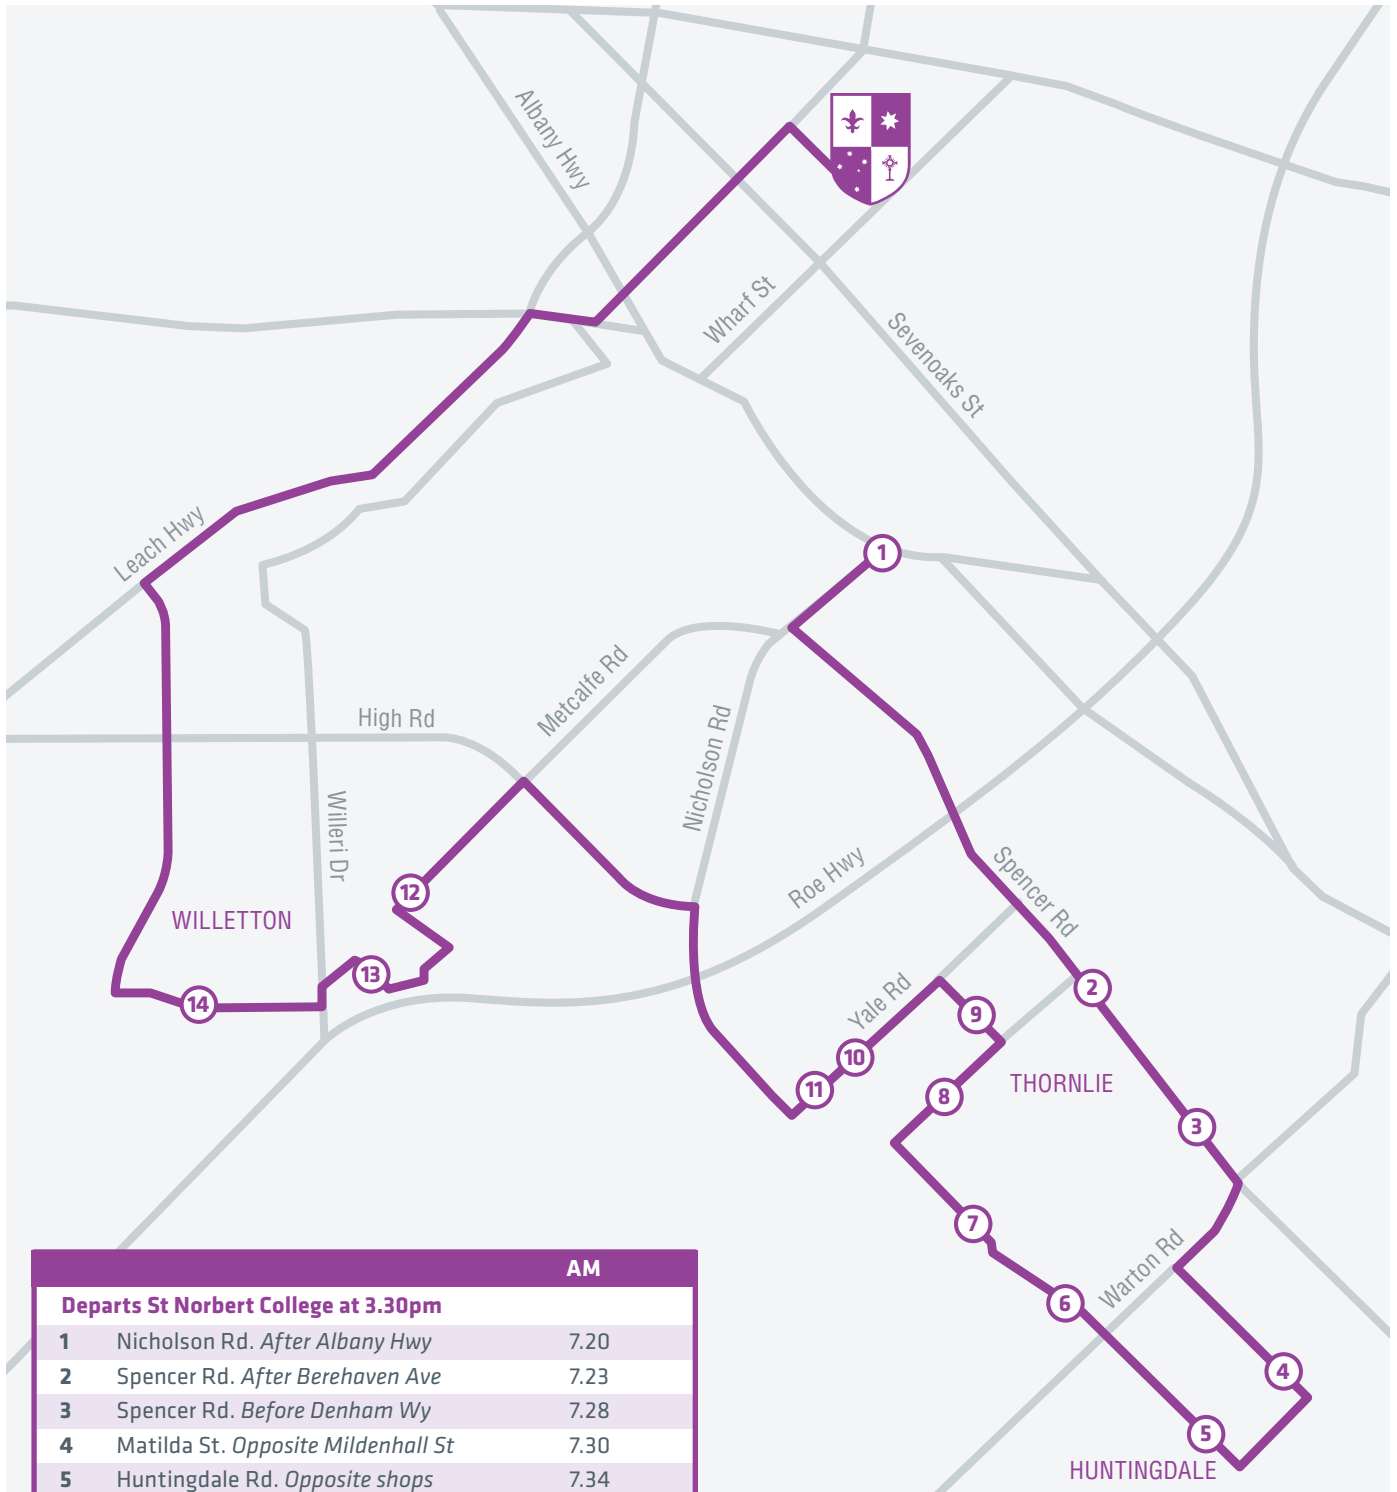 Albany Hwy
Wharf St
Sevenoaks St
Leach Hwy
1
Metcalfe Rd
High Rd
Nicholson Rd
Willeri Dr
Roe Hwy
Spencer Rd
12
WILLETTON
13
14
Yale Rd
2
9
10
THORNLIE
11
8
3
7
Warton Rd
6
4
5
HUNTINGDALE
AM
Departs St Norbert College at 3.30pm
1 Nicholson Rd. After Albany Hwy 7.20
2 Spencer Rd. After Berehaven Ave 7.23
3 Spencer Rd. Before Denham Wy 7.28
4 Matilda St. Opposite Mildenhall St 7.30
5 Huntingdale Rd. Opposite shops 7.34